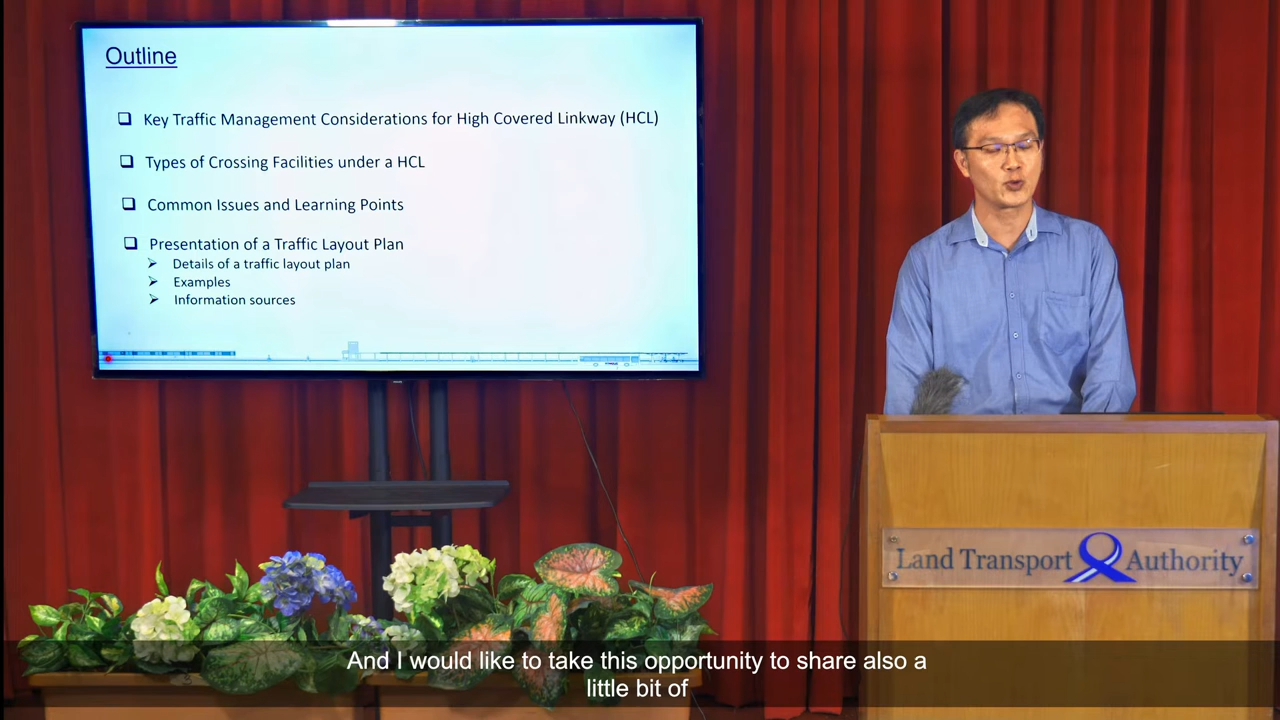 Outline
❑ Key Traffic Management Considerations for High Covered Linkway (HCL)
❑ Types of Crossing Facilities under a HCL
❑ Common Issues and Learning Points
❑ Presentation of a Traffic Layout Plan
➢ Details of a traffic layout plan
➢ Examples
➢ Information sources
Land Transport Authority
And I would like to take this opportunity to share also a
little bit of